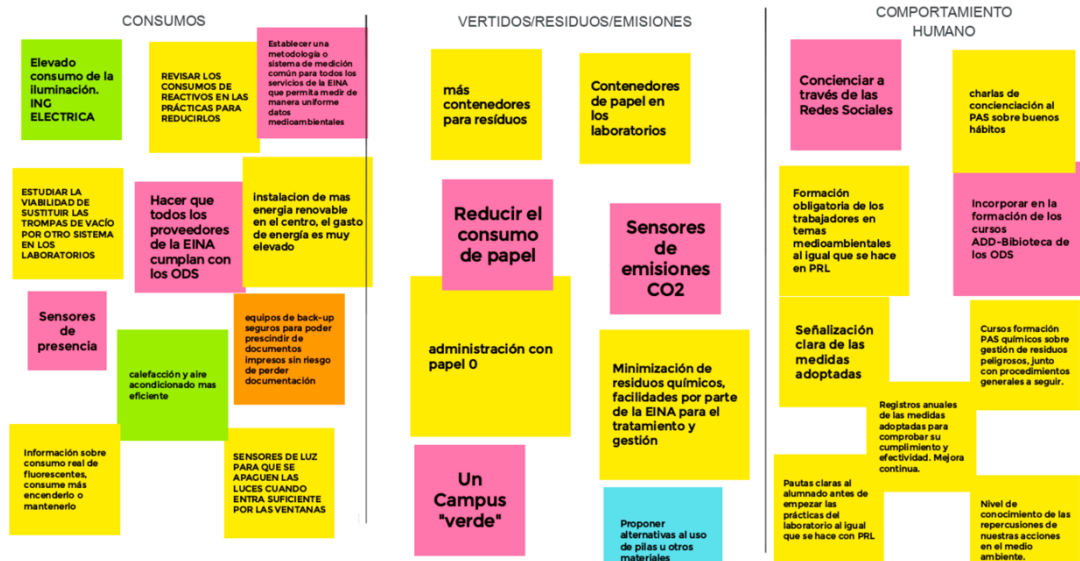 CONSUMOS
Elevado
consumo de la
iluminación.
ING
ELECTRICA
REVISAR LOS
CONSUMOS DE
REACTIVOS EN LAS
PRÁCTICAS PARA
REDUCIRLOS
Establecer una
metodología o
sistema de medición
común para todos los
servicios de la EINA
que permita medir de
manera uniforme
datos
medioambientales
ESTUDIAR LA
VIABILIDAD DE
SUSTITUIR LAS
TROMPAS DE VACÍO
POR OTRO SISTEMA
EN LOS
LABORATORIOS
Hacer que
todos los
proveedores
de la EINA
cumplan con
los ODS
instalacion de mas
energia renovable
en el centro, el gasto
de energía es muy
elevado
Sensores
de
presencia
calefacción y aire
acondicionado mas
eficiente
equipos de back-up
seguros para poder
prescindir de
documentos
impresos sin riesgo
de perder
documentación
Información sobre
consumo real de
fluorescentes,
consume más
encenderlo o
mantenerlo
SENSORES DE LUZ
PARA QUE SE
APAGUEN LAS
LUCES CUANDO
ENTRA SUFICIENTE
POR LAS VENTANAS
VERTIDOS/RESIDUOS/EMISIONES
más
contenedores
para resíduos
Contenedores
de papel en
los
laboratorios
Reducir el
consumo
de papel
Sensores
de
emisiones
CO2
administración con
papel 0
Minimización de
residuos químicos,
facilidades por parte
de la EINA para el
tratamiento y
gestión
Un
Campus
"verde"
Proponer
alternativas al uso
de pilas u otros
materiales
COMPORTAMIENTO
HUMANO
Concienciar a
través de las
Redes Sociales
charlas de
concienciación al
PAS sobre buenos
hábitos
Formación
obligatoria de los
trabajadores en
temas
medioambientales
al igual que se hace
en PRL
Incorporar en la
formación de los
cursos
ADD-Bibioteca de
los ODS
Señalización
clara de las
medidas
adoptadas
Cursos formación
PAS químicos sobre
gestión de residuos
peligrosos, junto
con procedimientos
generales a seguir.
Registros anuales
de las medidas
adoptadas para
comprobar su
cumplimiento y
efectividad. Mejora
continua.
Pautas claras al
alumnado antes de
empezar las
prácticas del
laboratorio al igual
que se hace con PRL
Nivel de
conocimiento de las
repercusiones de
nuestras acciones
en el medio
ambiente.